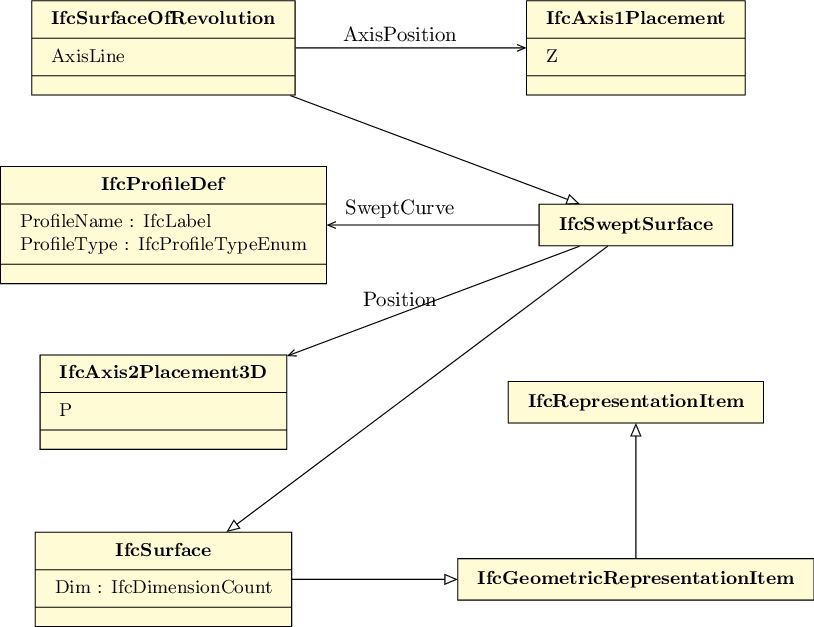 IfcSurfaceOfRevolution
AxisLine
AxisPosition
IfcAxis1Placement
Z
IfcProfileDef
ProfileName : IfcLabel
ProfileType : IfcProfileTypeEnum
SweptCurve
IfcSweptSurface
Position
IfcAxis2Placement3D
P
IfcRepresentationItem
IfcSurface
Dim : IfcDimensionCount
IfcGeometricRepresentationItem